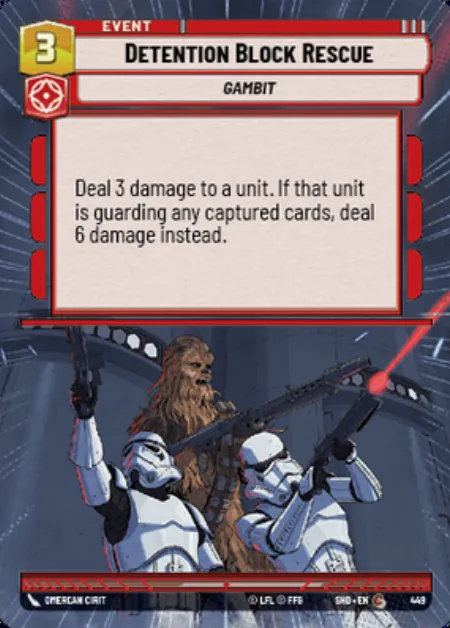 EVENT
3
DETENTION BLOCK RESCUE
GAMBIT
Deal 3 damage to a unit. If that unit
is guarding any captured cards, deal
6 damage instead.
OMERCAN CIRIT
© LFL © FFG
SHD • EN
C
449